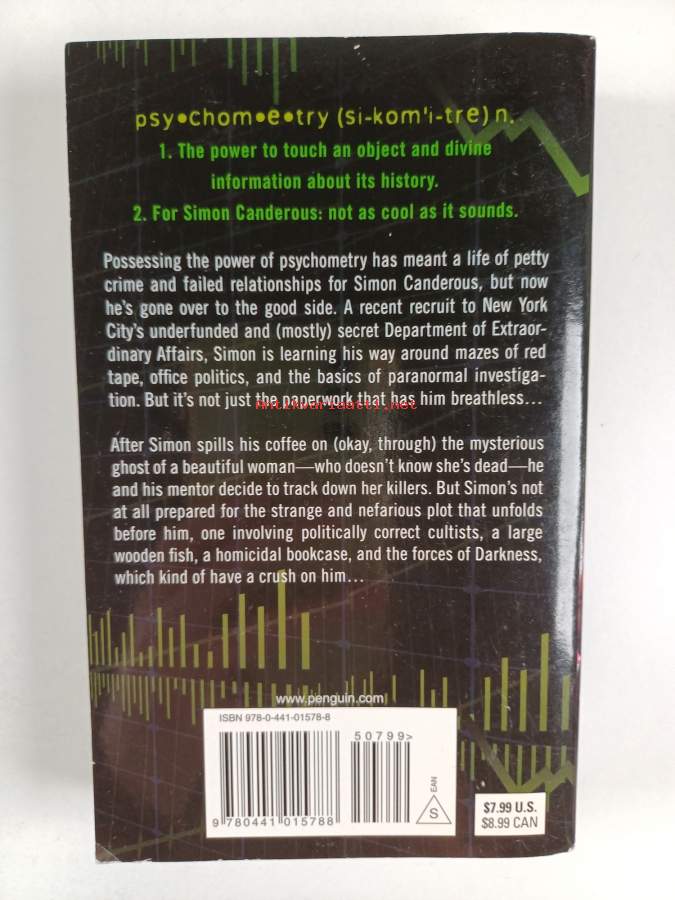 psy•chom•e•try (si-kom'i-tre) n.
1. The power to touch an object and divine
information about its history.
2. For Simon Canderous: not as cool as it sounds.
Possessing the power of psychometry has meant a life of petty
crime and failed relationships for Simon Canderous, but now
he's gone over to the good side. A recent recruit to New York
City's underfunded and (mostly) secret Department of Extraor-
dinary Affairs, Simon is learning his way around mazes of red
tape, office politics, and the basics of paranormal investiga-
tion. But it's not just the paperwork that has him breathless...
Antikvariaatti.net
After Simon spills his coffee on (okay, through) the mysterious
ghost of a beautiful woman—who doesn't know she's dead—he
and his mentor decide to track down her killers. But Simon's not
at all prepared for the strange and nefarious plot that unfolds
before him, one involving politically correct cultists, a large
wooden fish, a homicidal bookcase, and the forces of Darkness,
which kind of have a crush on him...
www.penguin.com
ISBN 978-0-441-01578-8
50799>
9 780441 015788
EAN
S
$7.99 U.S.
$8.99 CAN